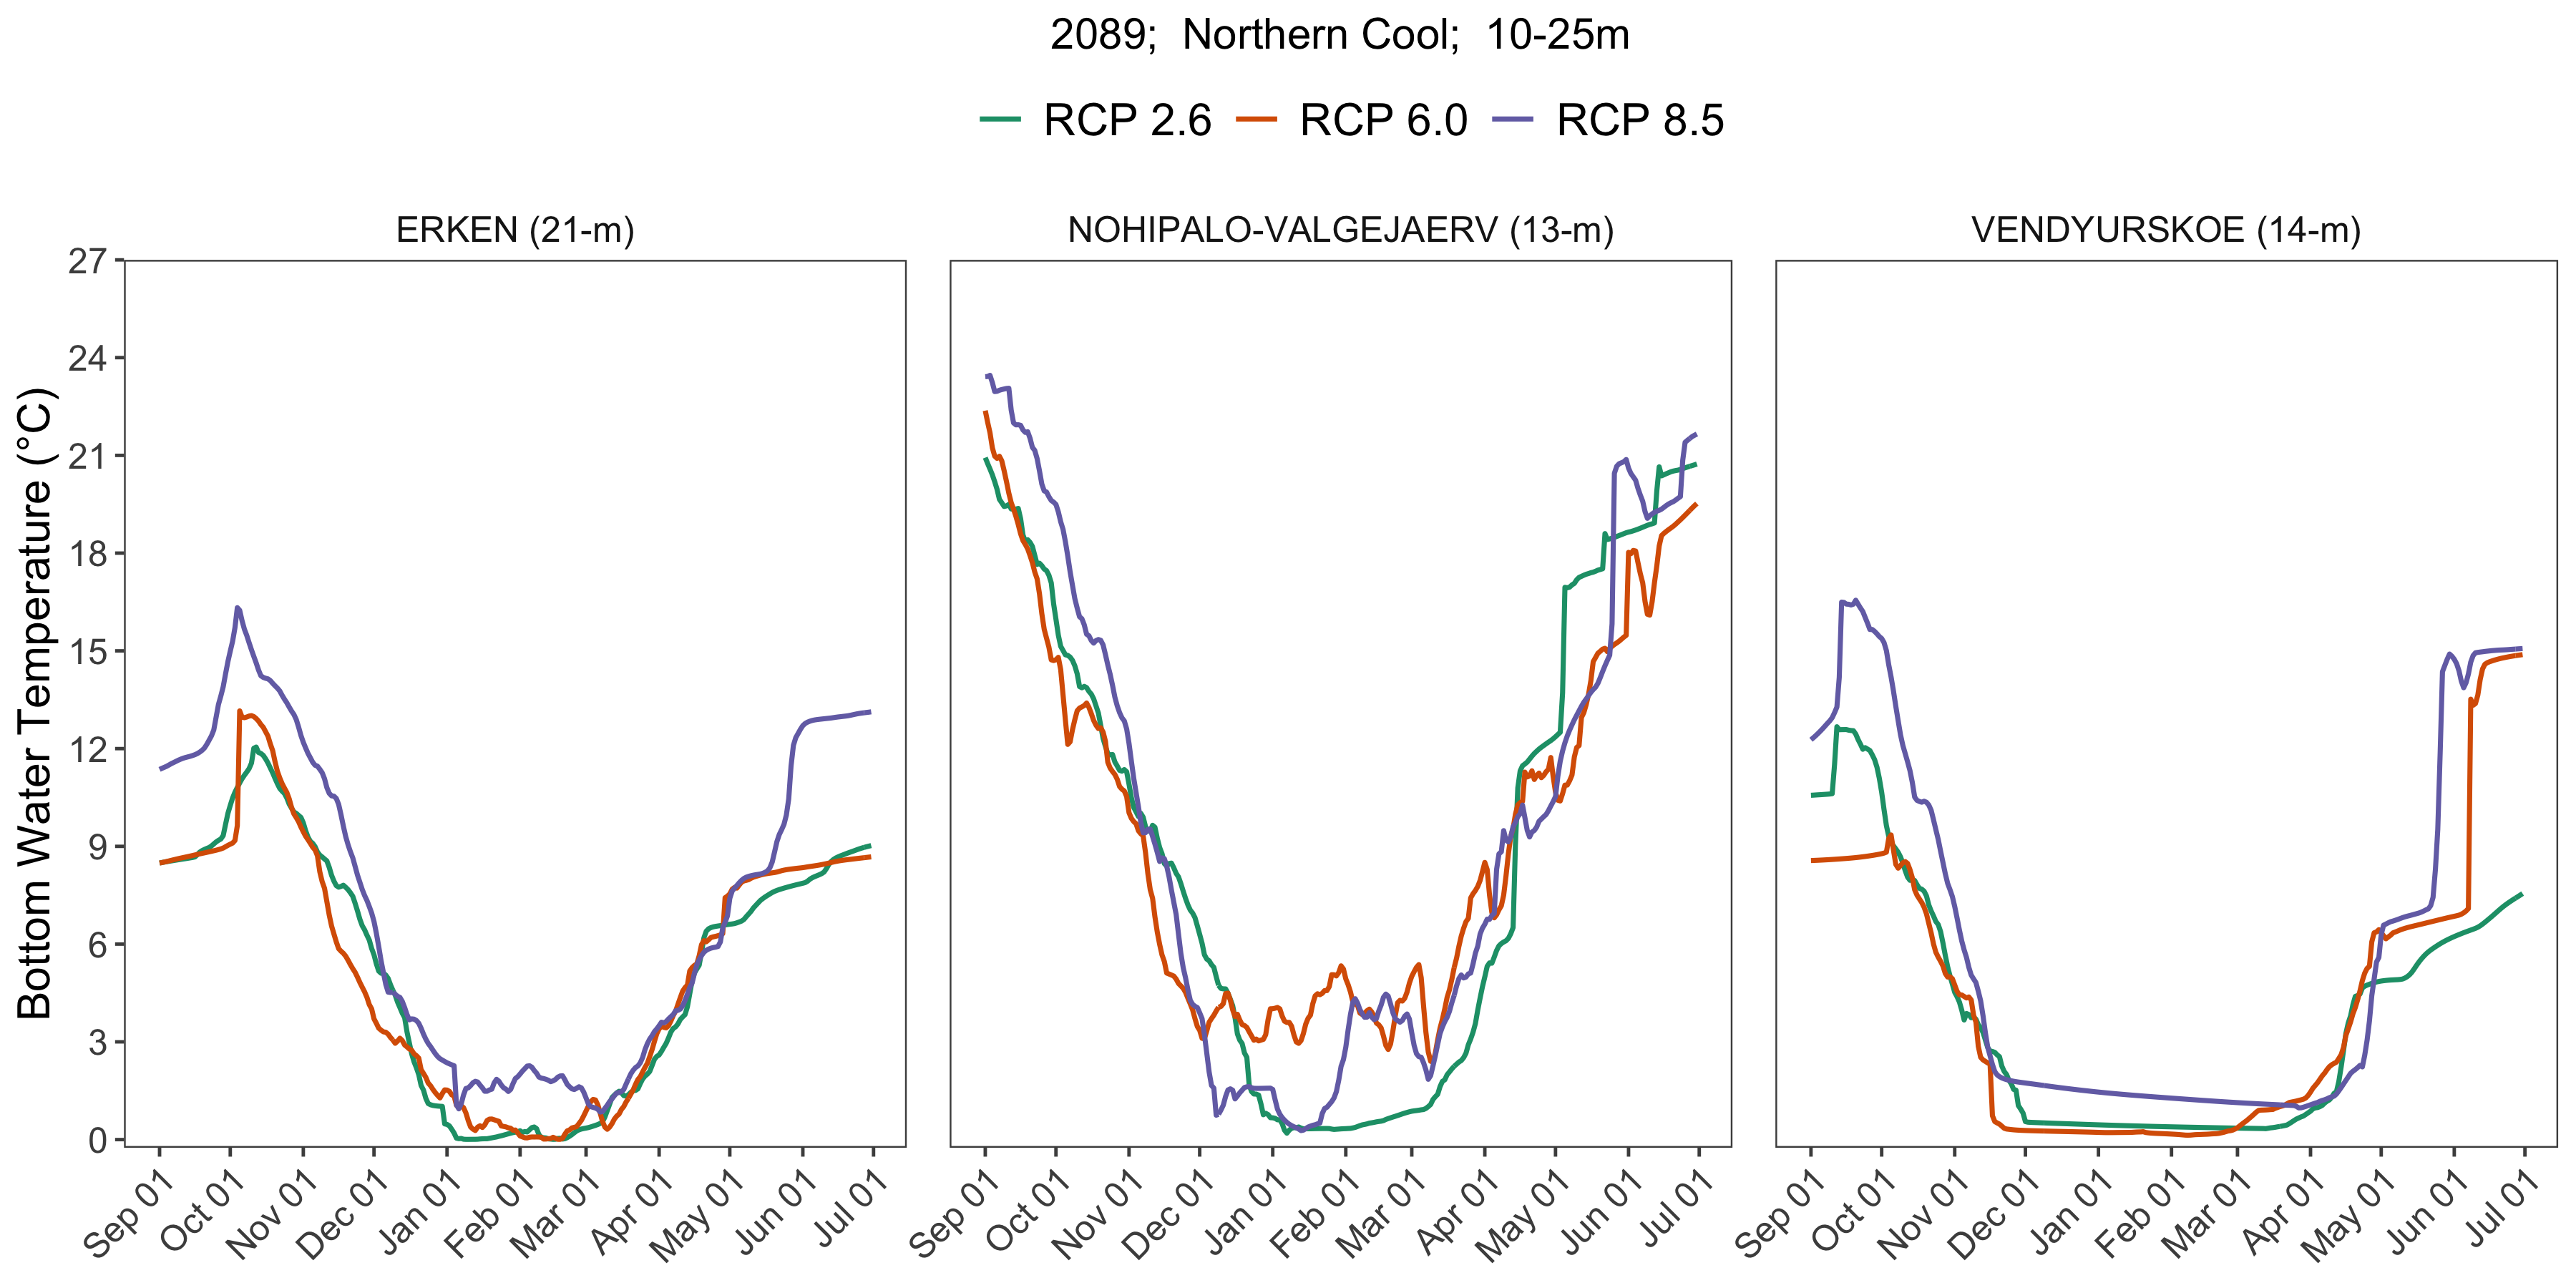 2089;  Northern Cool;  10-25m
RCP 2.6 RCP 6.0 RCP 8.5
ERKEN (21-m)
NOHIPALO-VALGEJAERV (13-m)
VENDYURSKOE (14-m)
Bottom Water Temperature (°C)
27
24
21
18
15
12
9
6
3
0
Sep 01 Oct 01 Nov 01 Dec 01 Jan 01 Feb 01 Mar 01 Apr 01 May 01 Jun 01 Jul 01
Sep 01 Oct 01 Nov 01 Dec 01 Jan 01 Feb 01 Mar 01 Apr 01 May 01 Jun 01 Jul 01
Sep 01 Oct 01 Nov 01 Dec 01 Jan 01 Feb 01 Mar 01 Apr 01 May 01 Jun 01 Jul 01